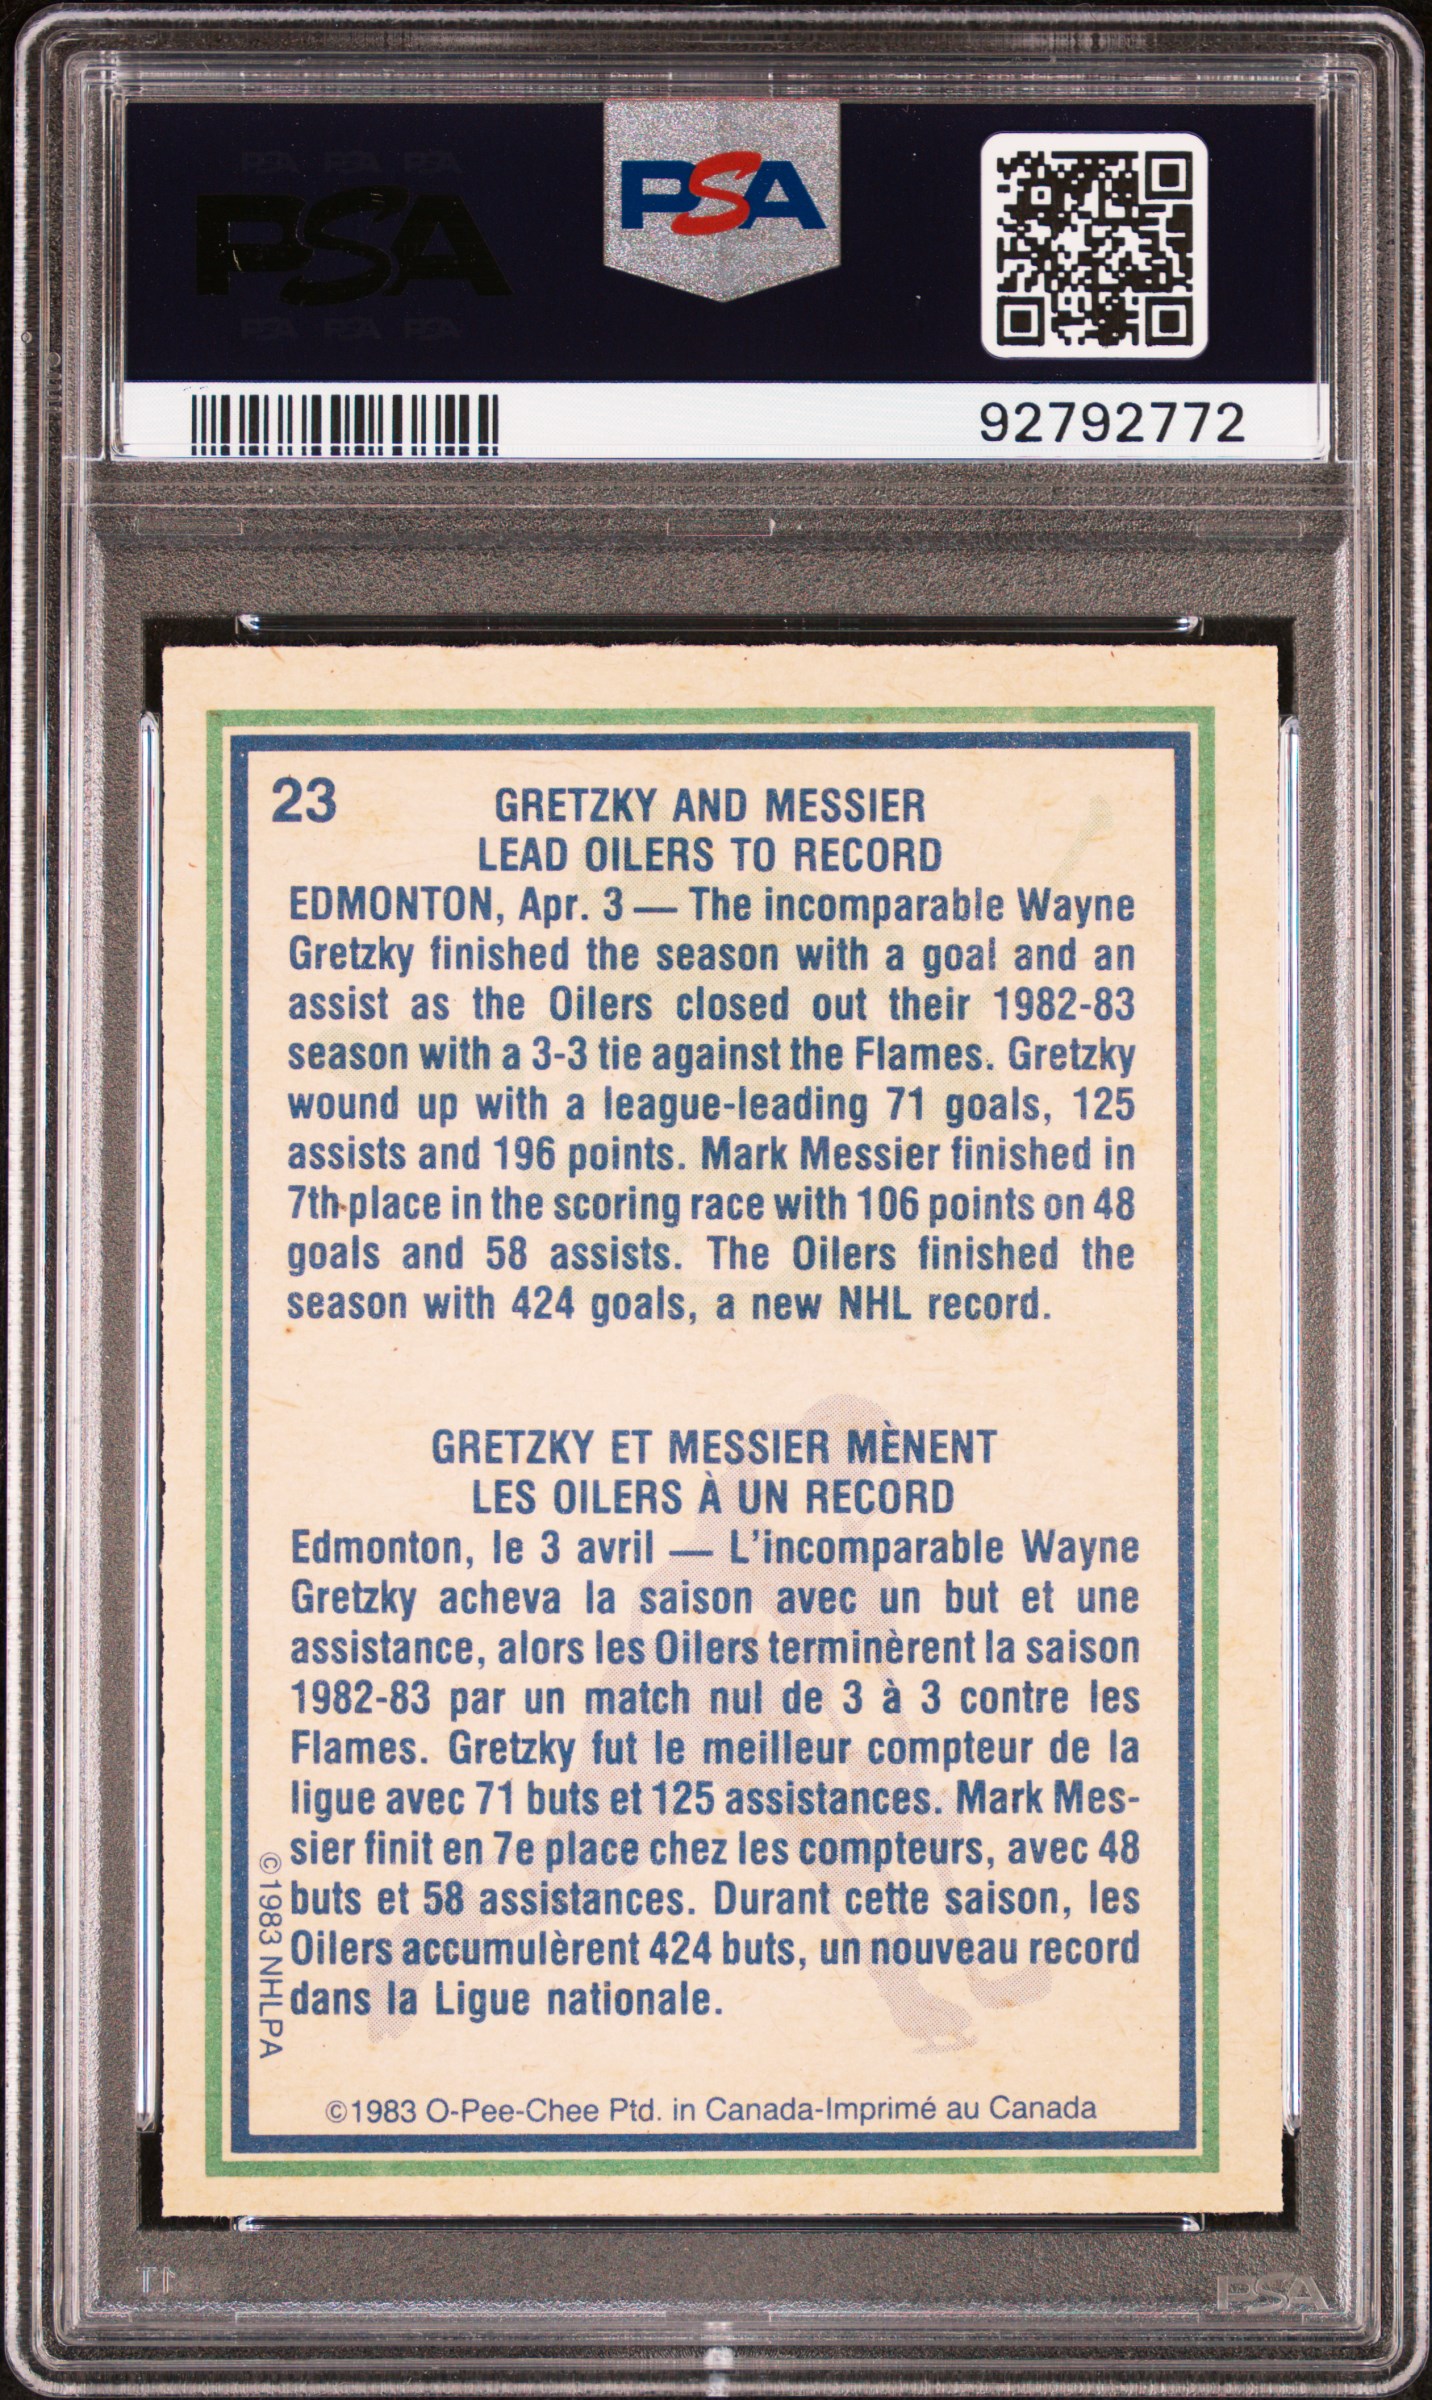 PSA PSA PSA
PSA
PSA PSA PSA
PSA
92792772
23
GRETZKY AND MESSIER
LEAD OILERS TO RECORD
EDMONTON, Apr. 3 — The incomparable Wayne
Gretzky finished the season with a goal and an
assist as the Oilers closed out their 1982-83
season with a 3-3 tie against the Flames. Gretzky
wound up with a league-leading 71 goals, 125
assists and 196 points. Mark Messier finished in
7th place in the scoring race with 106 points on 48
goals and 58 assists. The Oilers finished the
season with 424 goals, a new NHL record.
GRETZKY ET MESSIER MÈNENT
LES OILERS À UN RECORD
Edmonton, le 3 avril — L'incomparable Wayne
Gretzky acheva la saison avec un but et une
assistance, alors les Oilers terminèrent la saison
1982-83 par un match nul de 3 à 3 contre les
Flames. Gretzky fut le meilleur compteur de la
ligue avec 71 buts et 125 assistances. Mark Mes-
sier finit en 7e place chez les compteurs, avec 48
buts et 58 assistances. Durant cette saison, les
Oilers accumulèrent 424 buts, un nouveau record
dans la Ligue nationale.
©1983 NHLPA
©1983 O-Pee-Chee Ptd. in Canada-Imprimé au Canada
PSA